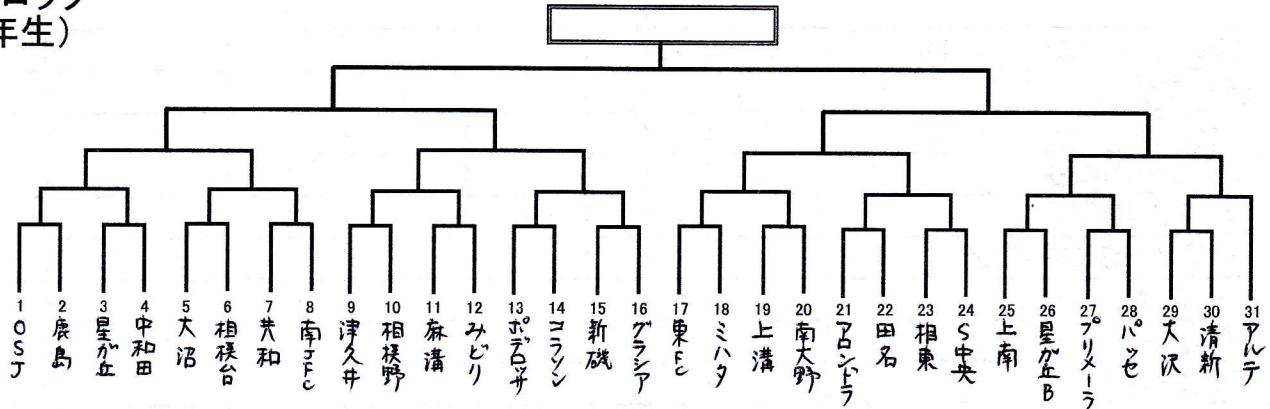 ロック
年生）
1 OSJ
2 鹿島
3 星が丘
4 中和田
5 大沼
6 相模台
7 共和
8 南JFC
9 津久井
10 相模野
11 麻溝
12 みどり
13 ポデロッサ
14 コラソン
15 新磯
16 グラシア
17 東FC
18 ミハタ
19 上溝
20 南大野
21 アロンドラ
22 田名
23 相東
24 S中央
25 上南
26 星が丘B
27 プリメーラ
28 パッセ
29 大沢
30 清新
31 アルテ